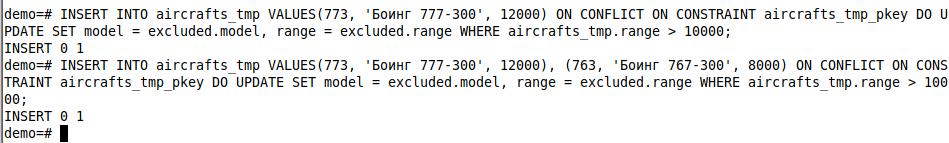 demo=# INSERT INTO aircrafts_tmp VALUES(773, 'Боинг 777-300', 12000) ON CONFLICT ON CONSTRAINT aircrafts_tmp_pkey DO U
PDATE SET model = excluded.model, range = excluded.range WHERE aircrafts_tmp.range > 10000;
INSERT 0 1
demo=# INSERT INTO aircrafts_tmp VALUES(773, 'Боинг 777-300', 12000), (763, 'Боинг 767-300', 8000) ON CONFLICT ON CONS
TRAINT aircrafts_tmp_pkey DO UPDATE SET model = excluded.model, range = excluded.range WHERE aircrafts_tmp.range > 100
00;
INSERT 0 1
demo=#